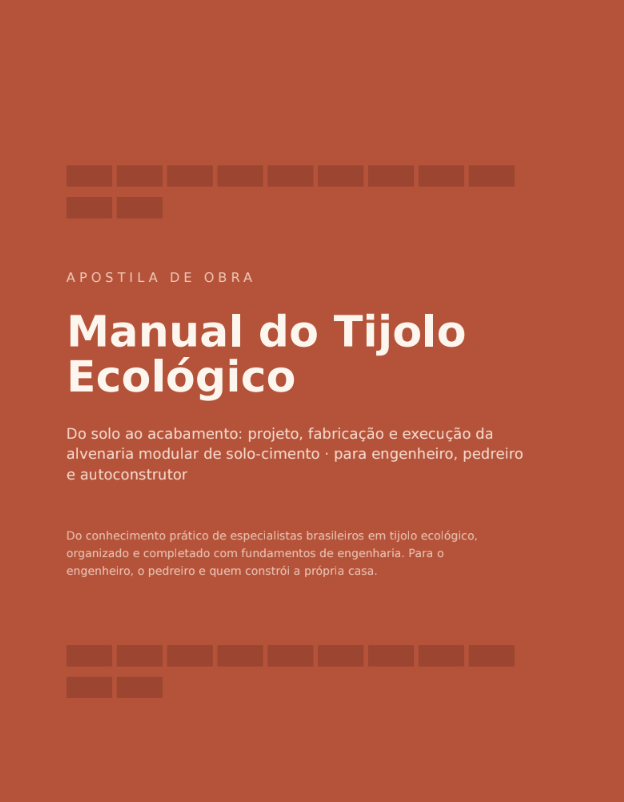 APOSTILA DE OBRA
Manual do Tijolo
Ecológico
Do solo ao acabamento: projeto, fabricação e execução da
alvenaria modular de solo-cimento · para engenheiro, pedreiro
e autoconstrutor
Do conhecimento prático de especialistas brasileiros em tijolo ecológico,
organizado e completado com fundamentos de engenharia. Para o
engenheiro, o pedreiro e quem constrói a própria casa.